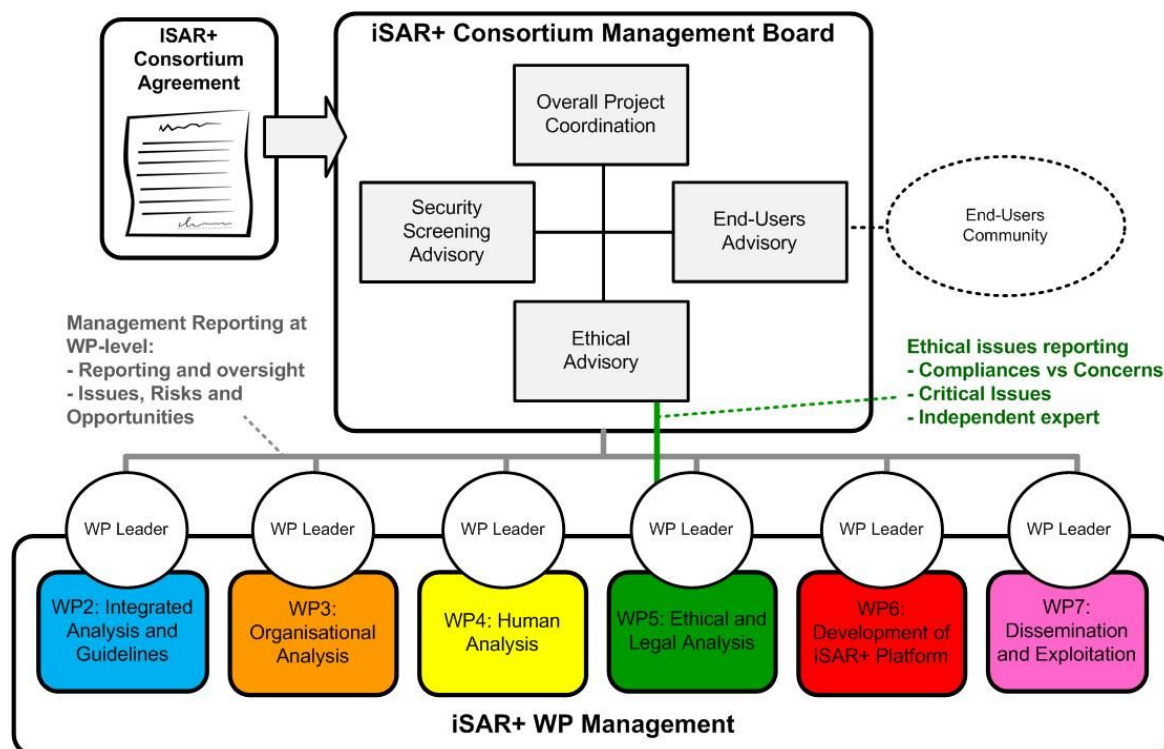 ISAR+
Consortium
Agreement
iSAR+ Consortium Management Board
Overall Project
Coordination
Security
Screening
Advisory
End-Users
Advisory
End-Users
Community
Ethical
Advisory
Management Reporting at
WP-level:
- Reporting and oversight
- Issues, Risks and
Opportunities
Ethical issues reporting
- Compliances vs Concerns
- Critical Issues
- Independent expert
WP Leader
WP Leader
WP Leader
WP Leader
WP Leader
WP Leader
WP2: Integrated
Analysis and
Guidelines
WP3:
Organisational
Analysis
WP4: Human
Analysis
WP5: Ethical and
Legal Analysis
WP6:
Development of
iSAR+ Platform
WP7:
Dissemination
and Exploitation
iSAR+ WP Management